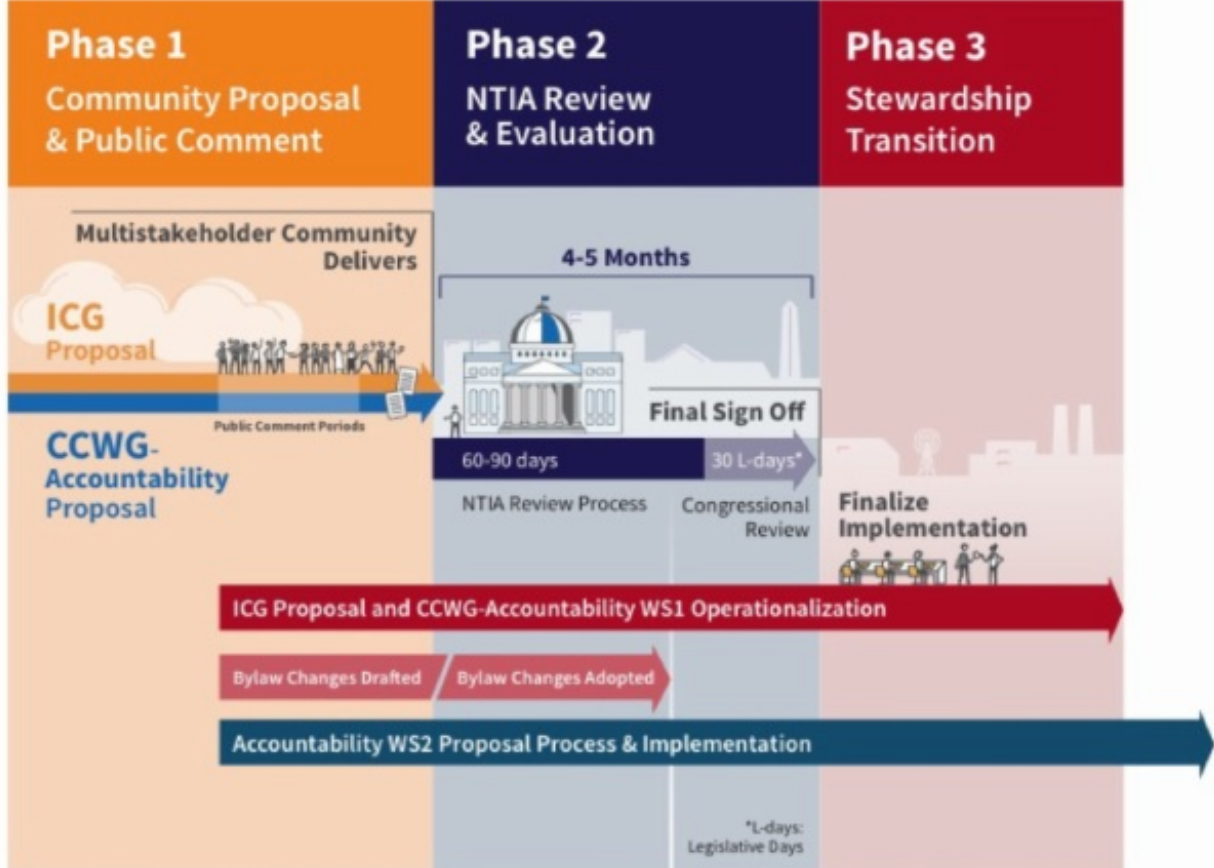 Phase 1
Community Proposal
& Public Comment
Phase 2
NTIA Review
& Evaluation
Phase 3
Stewardship
Transition
Multistakeholder Community
Delivers
ICG
Proposal
Public Comment Periods
CCWG-
Accountability
Proposal
4-5 Months
Final Sign Off
60-90 days
30 L-days*
NTIA Review Process
Congressional
Review
Finalize
Implementation
ICG Proposal and CCWG-Accountability WS1 Operationalization
Bylaw Changes Drafted
Bylaw Changes Adopted
Accountability WS2 Proposal Process & Implementation
*L-days:
Legislative Days